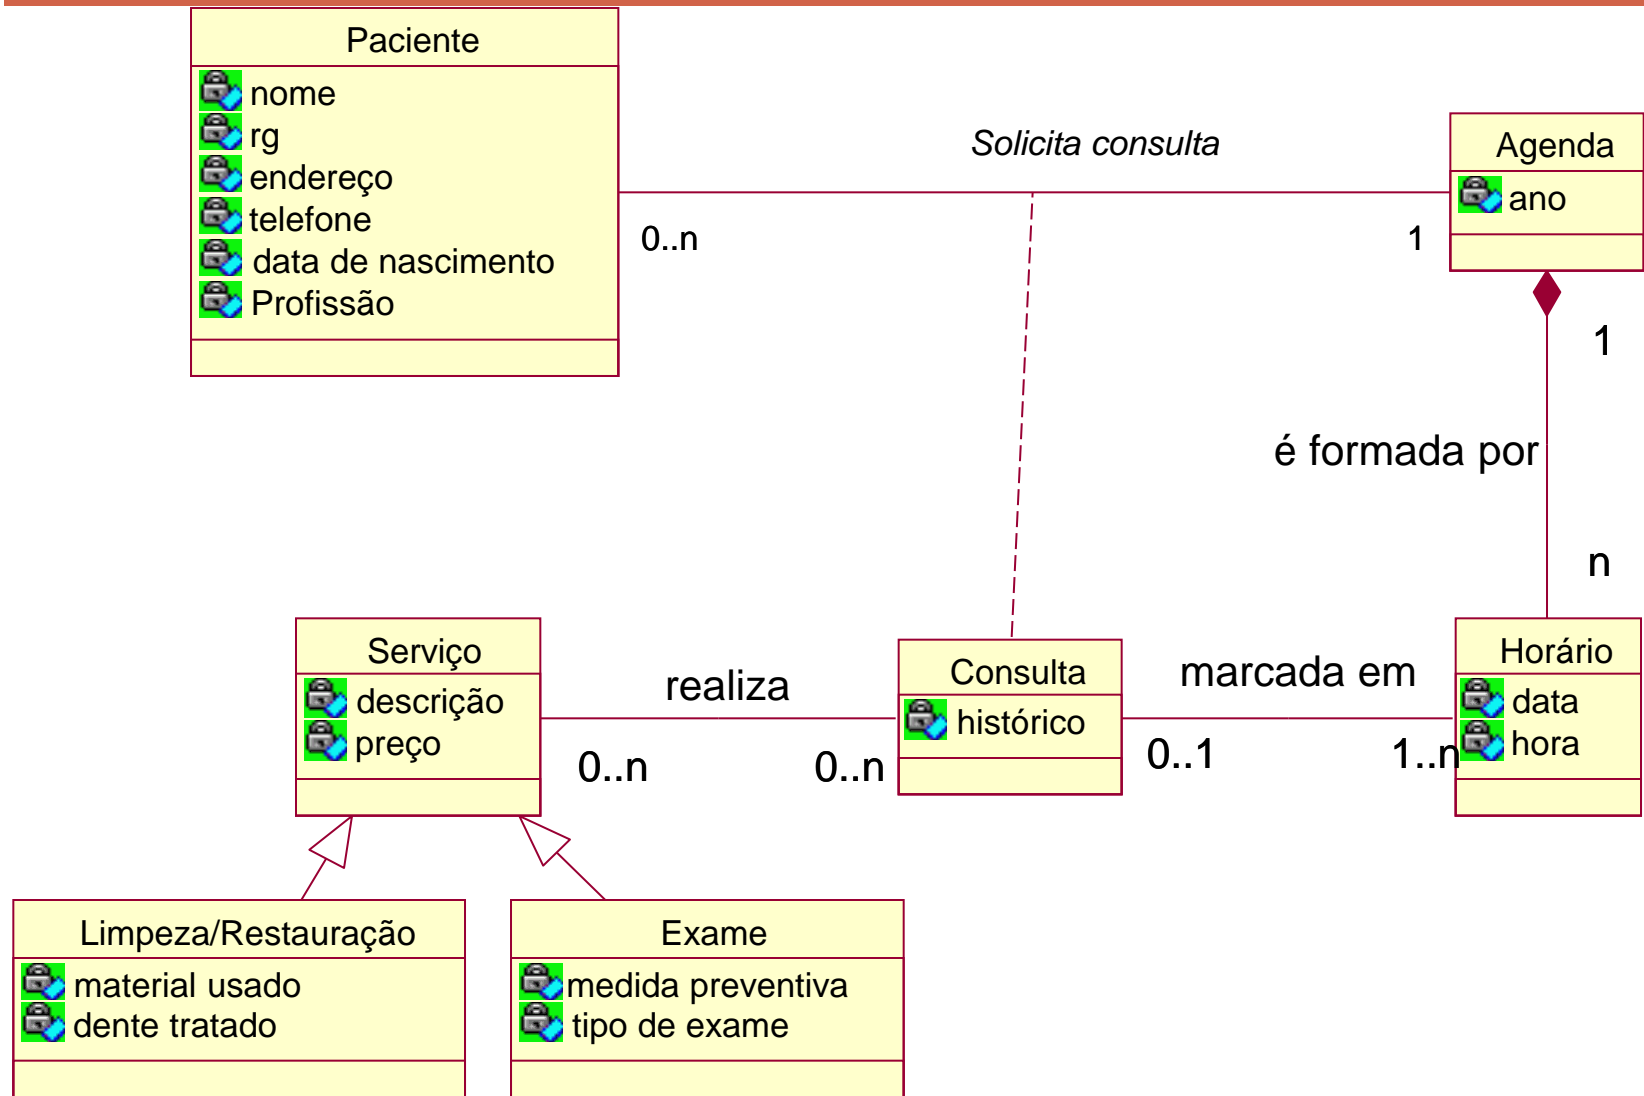 Paciente
nome
rg
endereço
telefone
data de nascimento
Profissão
Solicita consulta
0..n
1
Agenda
ano
1
é formada por
n
Serviço
descrição
preço
realiza
0..n
0..n
Consulta
histórico
marcada em
0..1
1..n
Horário
data
hora
Limpeza/Restauração
material usado
dente tratado
Exame
medida preventiva
tipo de exame